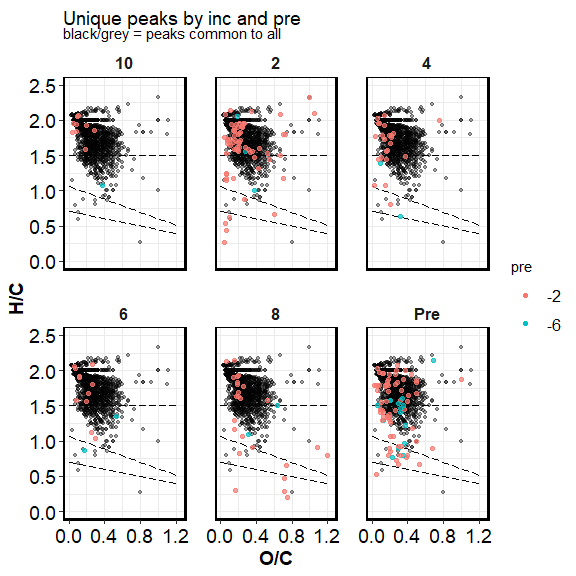 Unique peaks by inc and pre
black/grey = peaks common to all
10 2 4
2.5
2.0
1.5
1.0
0.5
0.0
6 8 Pre
2.5
2.0
1.5
1.0
0.5
0.0
0.0 0.4 0.8 1.2 0.0 0.4 0.8 1.2 0.0 0.4 0.8 1.2
H/C
O/C
pre
-2
-6